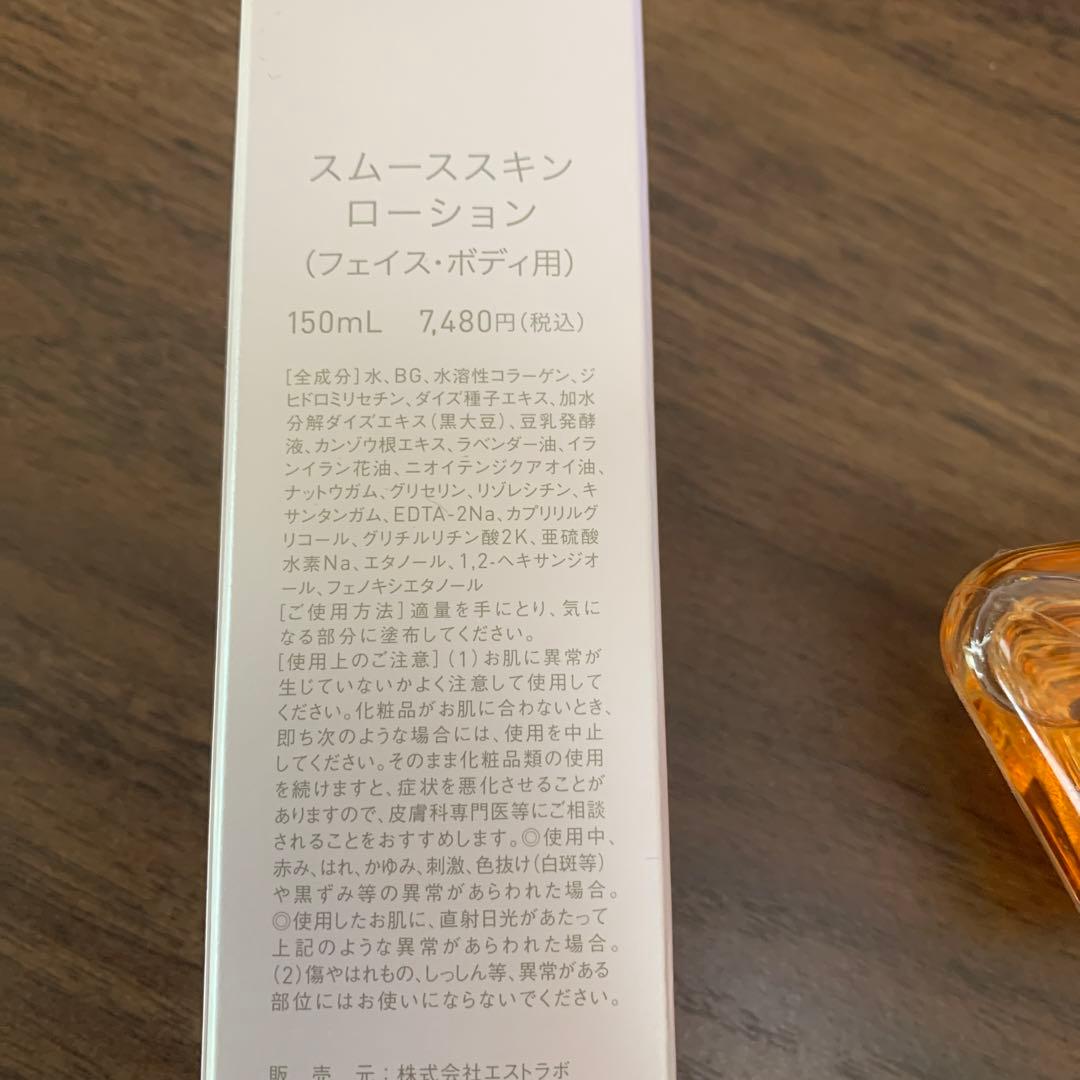 スムーススキン
ローション
（フェイス・ボディ用）
150mL 7,480円（税込）
［全成分］水、BG、水溶性コラーゲン、ジ
ヒドロミリセチン、ダイズ種子エキス、加水
分解ダイズエキス（黒大豆）、豆乳発酵
液、カンゾウ根エキス、ラベンダー油、イラ
ンイラン花油、ニオイテンジクアオイ油、
ナットウガム、グリセリン、リゾレシチン、キ
サンタンガム、EDTA-2Na、カプリリルグ
リコール、グリチルリチン酸2K、亜硫酸
水素Na、エタノール、1,2-ヘキサンジオ
ール、フェノキシエタノール
［ご使用方法］適量を手にとり、気に
なる部分に塗布してください。
［使用上のご注意］（1）お肌に異常が
生じていないかよく注意して使用して
ください。化粧品がお肌に合わないとき、
即ち次のような場合には、使用を中止
してください。そのまま化粧品類の使用
を続けますと、症状を悪化させることが
ありますので、皮膚科専門医等にご相談
されることをおすすめします。◎使用中、
赤み、はれ、かゆみ、刺激、色抜け（白斑等）
や黒ずみ等の異常があらわれた場合。
◎使用したお肌に、直射日光があたって
上記のような異常があらわれた場合。
（2）傷やはれもの、しっしん等、異常がある
部位にはお使いにならないでください。
販売元：株式会社エストラボ